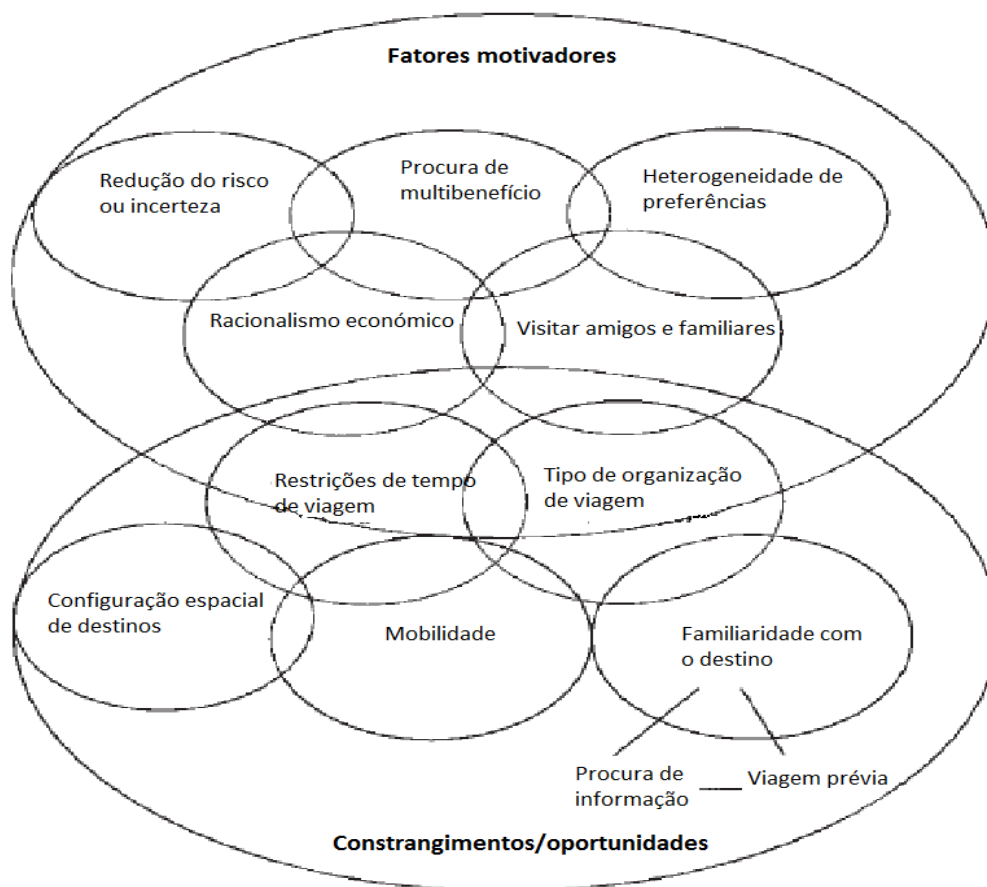 Fatores motivadores
Redução do risco
ou incerteza
Procura de
multibenefício
Heterogeneidade de
preferências
Racionalismo económico
Visitar amigos e familiares
Restrições de tempo
de viagem
Tipo de organização
de viagem
Configuração espacial
de destinos
Mobilidade
Familiaridade com
o destino
Procura de
informação
Viagem prévia
Constrangimentos/oportunidades